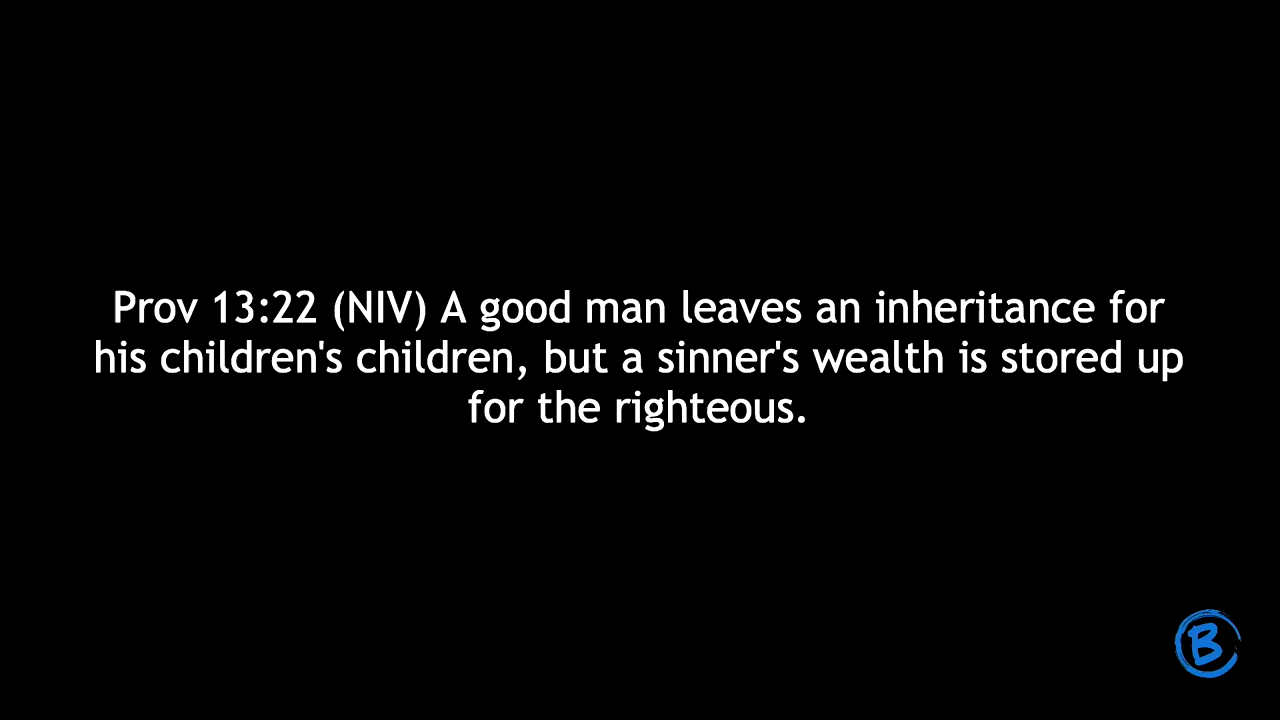 Prov 13:22 (NIV) A good man leaves an inheritance for
his children's children, but a sinner's wealth is stored up
for the righteous.
B